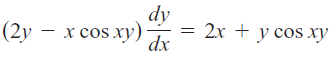 (2y − x cos xy) dy/dx = 2x + y cos xy